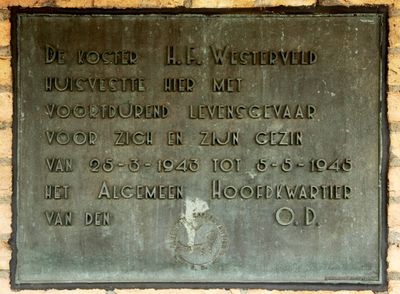 DE KOSTER H.F. WESTERVELD
HUISVESTTE HIER MET
VOORTDUREND LEVENSGEVAAR
VOOR ZICH EN ZIJN GEZIN
VAN 25-3-1943 TOT 5-5-1945
HET ALGEMEEN HOOFDKWARTIER
VAN DEN O.D.